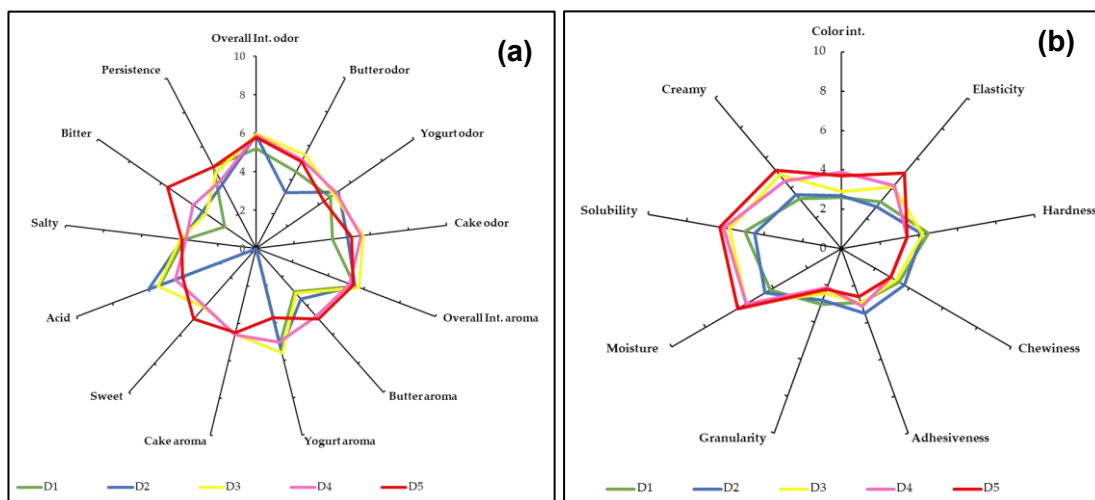 (a)
Overall Int. odor
Butter odor
Yogurt odor
Cake odor
Overall Int. aroma
Butter aroma
Yogurt aroma
Cake aroma
Sweet
Acid
Salty
Bitter
Persistence
10
8
6
4
2
0
D1 D2 D3 D4 D5
(b)
Color int.
Elasticity
Hardness
Chewiness
Adhesiveness
Granularity
Moisture
Solubility
Creamy
10
8
6
4
2
0
D1 D2 D3 D4 D5